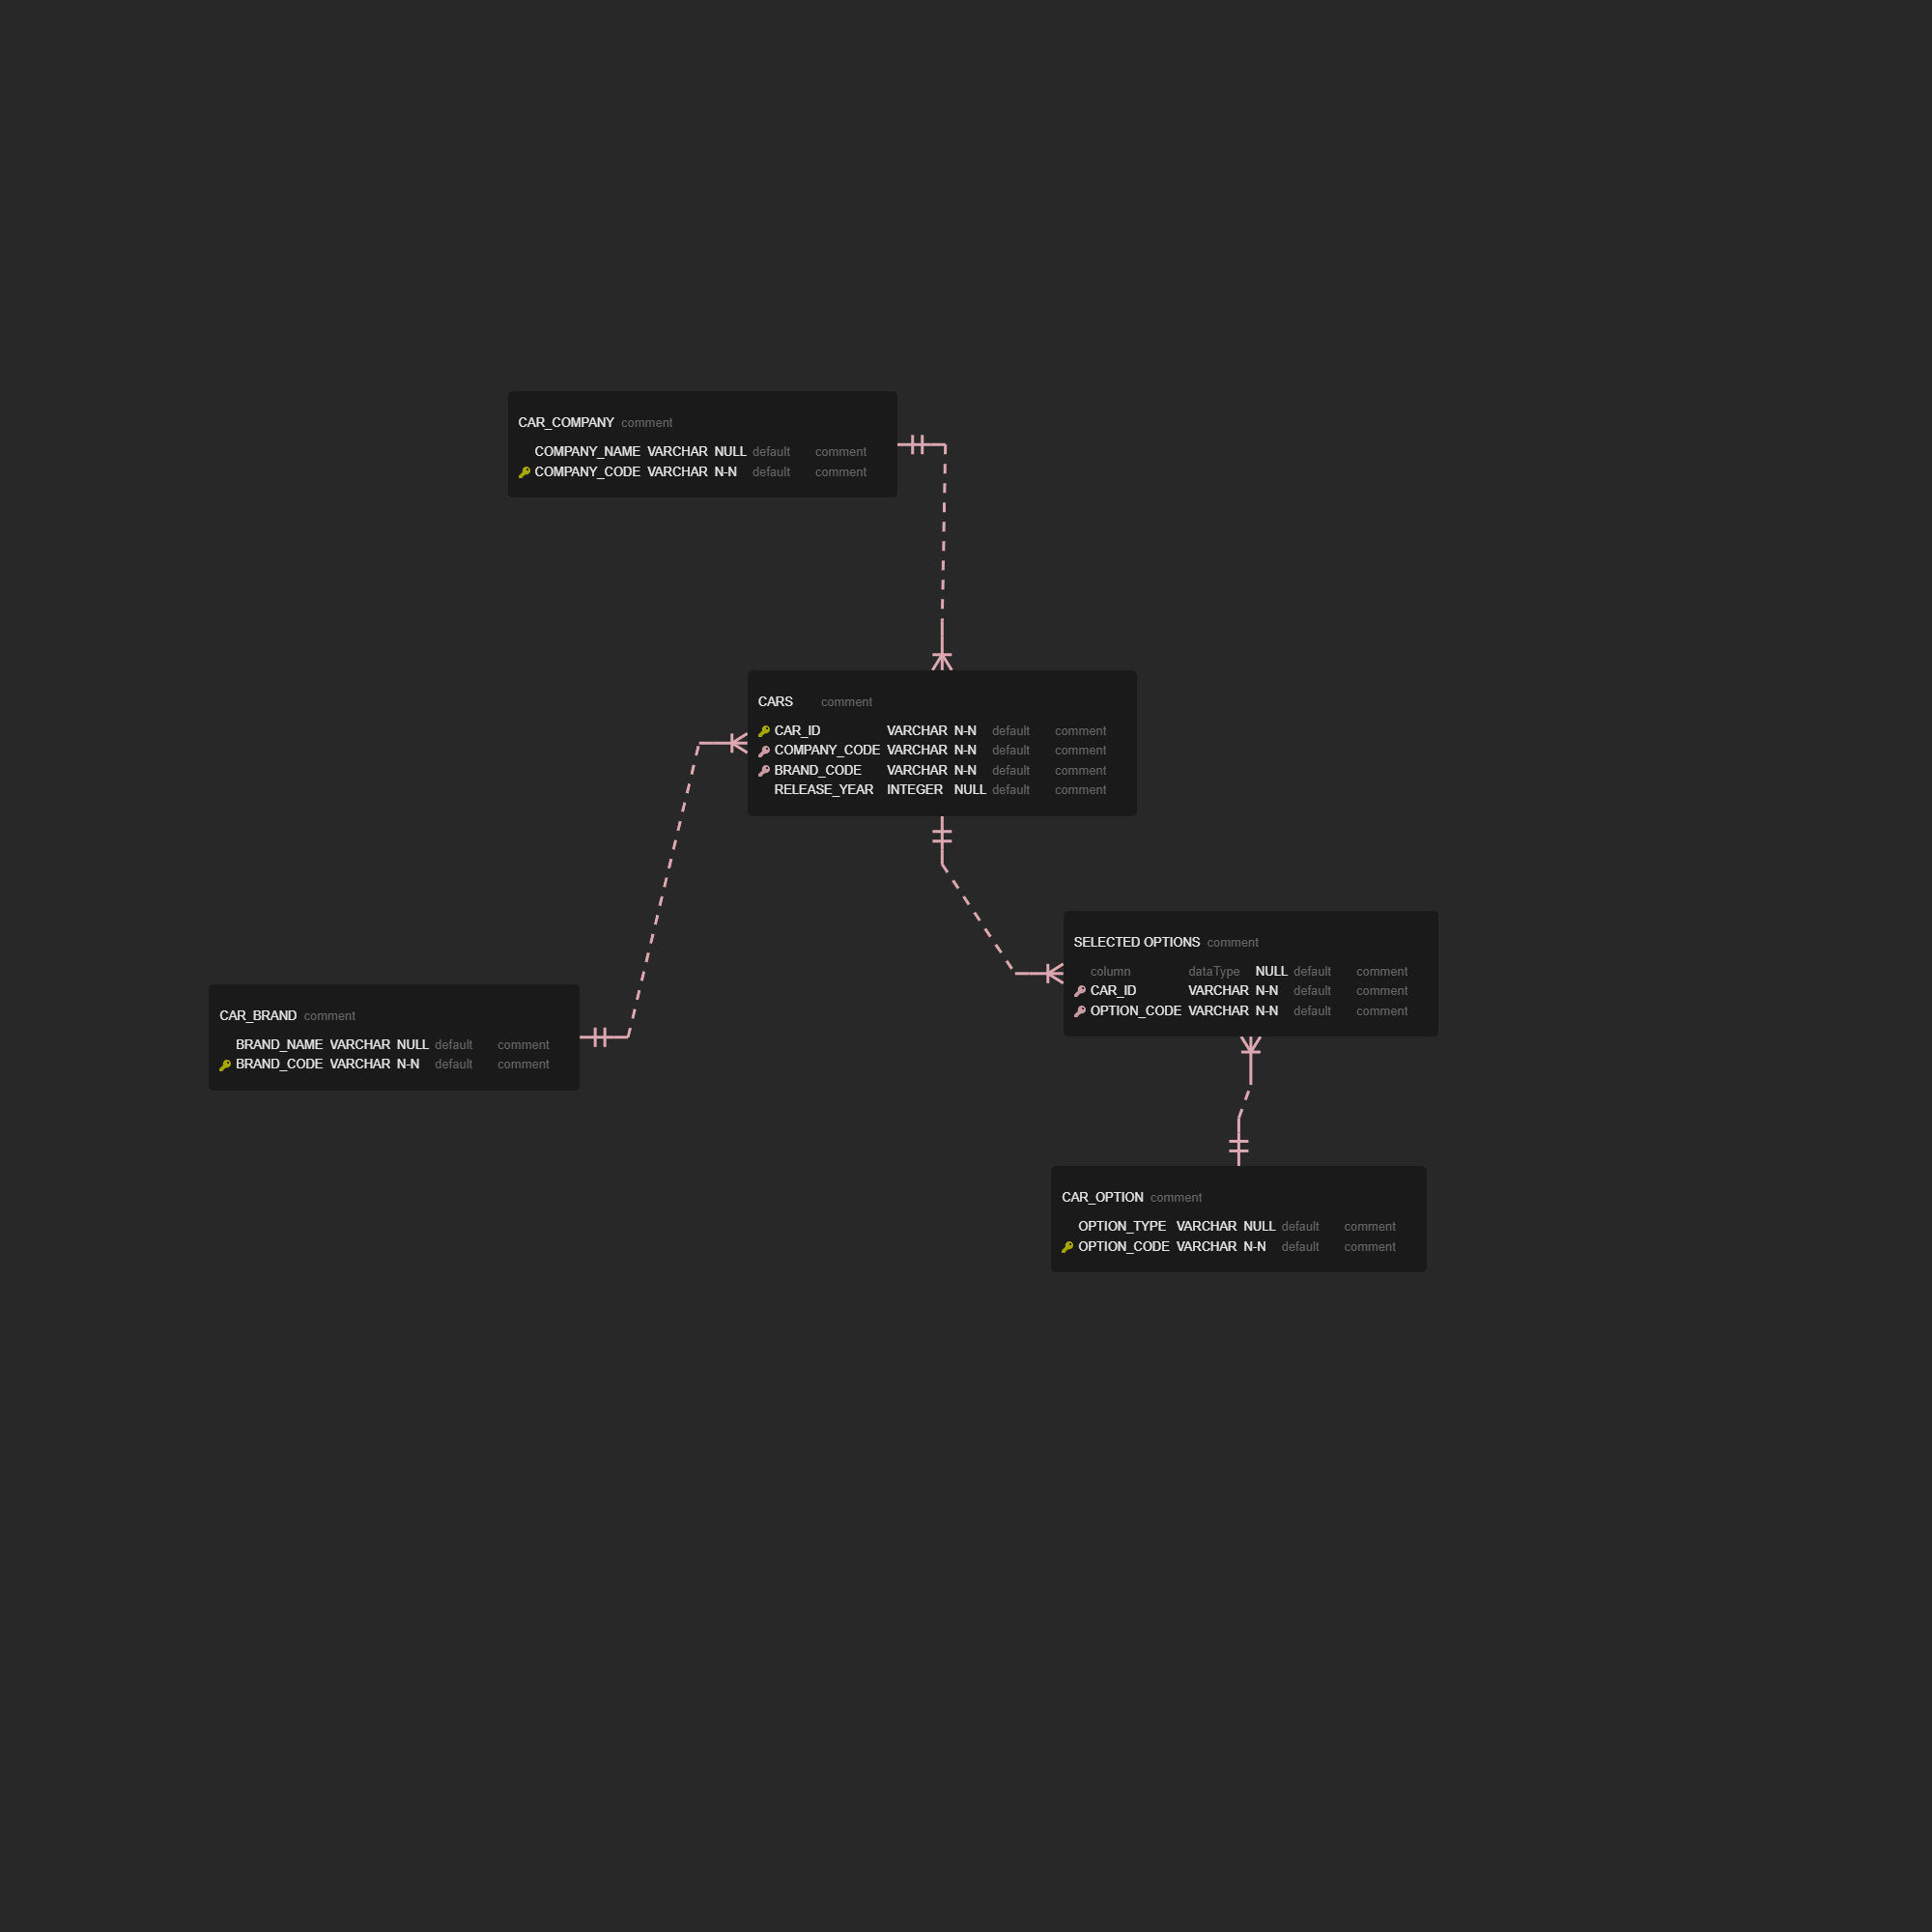 CAR_COMPANY comment
COMPANY_NAME VARCHAR NULL default comment
COMPANY_CODE VARCHAR N-N default comment
CARS comment
CAR_ID VARCHAR N-N default comment
COMPANY_CODE VARCHAR N-N default comment
BRAND_CODE VARCHAR N-N default comment
RELEASE_YEAR INTEGER NULL default comment
SELECTED OPTIONS comment
column dataType NULL default comment
CAR_ID VARCHAR N-N default comment
OPTION_CODE VARCHAR N-N default comment
CAR_BRAND comment
BRAND_NAME VARCHAR NULL default comment
BRAND_CODE VARCHAR N-N default comment
CAR_OPTION comment
OPTION_TYPE VARCHAR NULL default comment
OPTION_CODE VARCHAR N-N default comment